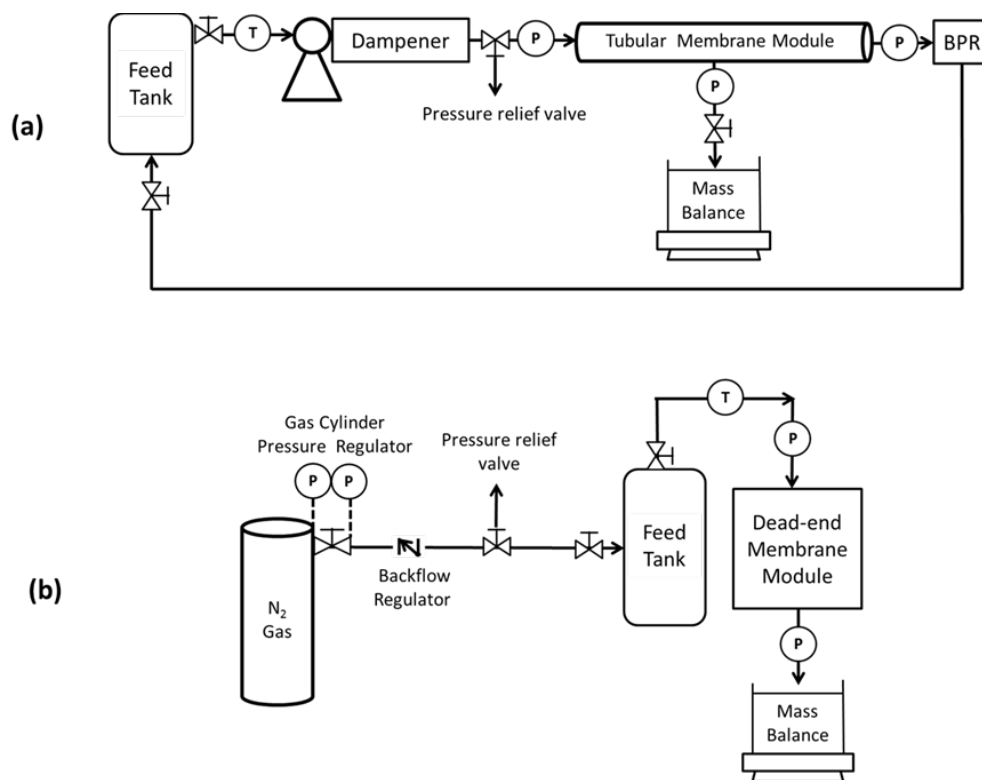 (a)
Feed
Tank
T
Dampener
P
Tubular Membrane Module
P
BPR
Pressure relief valve
P
Mass
Balance
(b)
Gas Cylinder
Pressure Regulator
P P
N₂
Gas
Backflow
Regulator
Pressure relief
valve
Feed
Tank
T
P
Dead-end
Membrane
Module
P
Mass
Balance